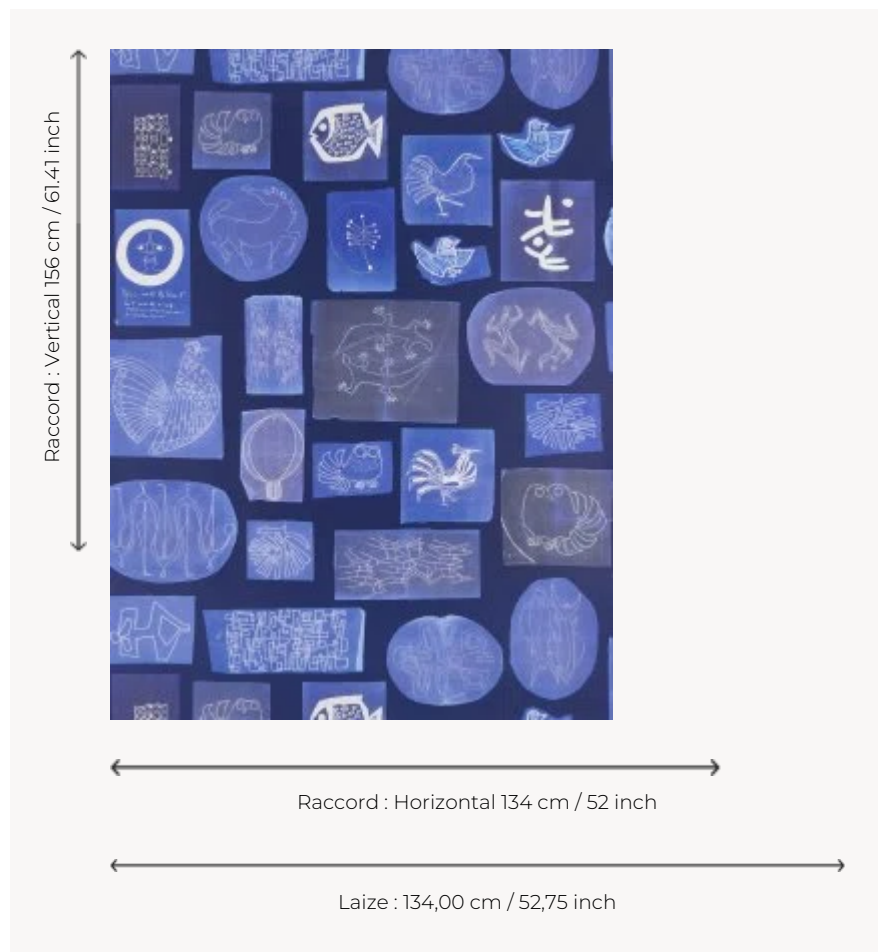 Raccord : Vertical 156 cm / 61.41 inch
Raccord : Horizontal 134 cm / 52 inch
Laize : 134,00 cm / 52,75 inch